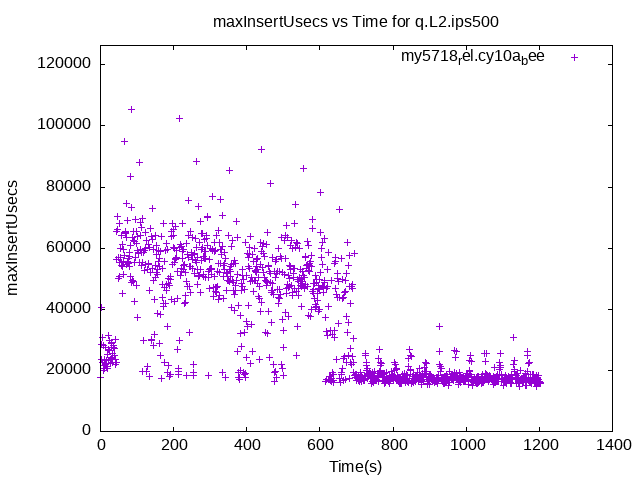 maxInsertUsecs vs Time for q.L2.ips500
my5718rel.cy10abee
maxInsertUsecs
120000
100000
80000
60000
40000
20000
0
0 200 400 600 800 1000 1200 1400
Time(s)